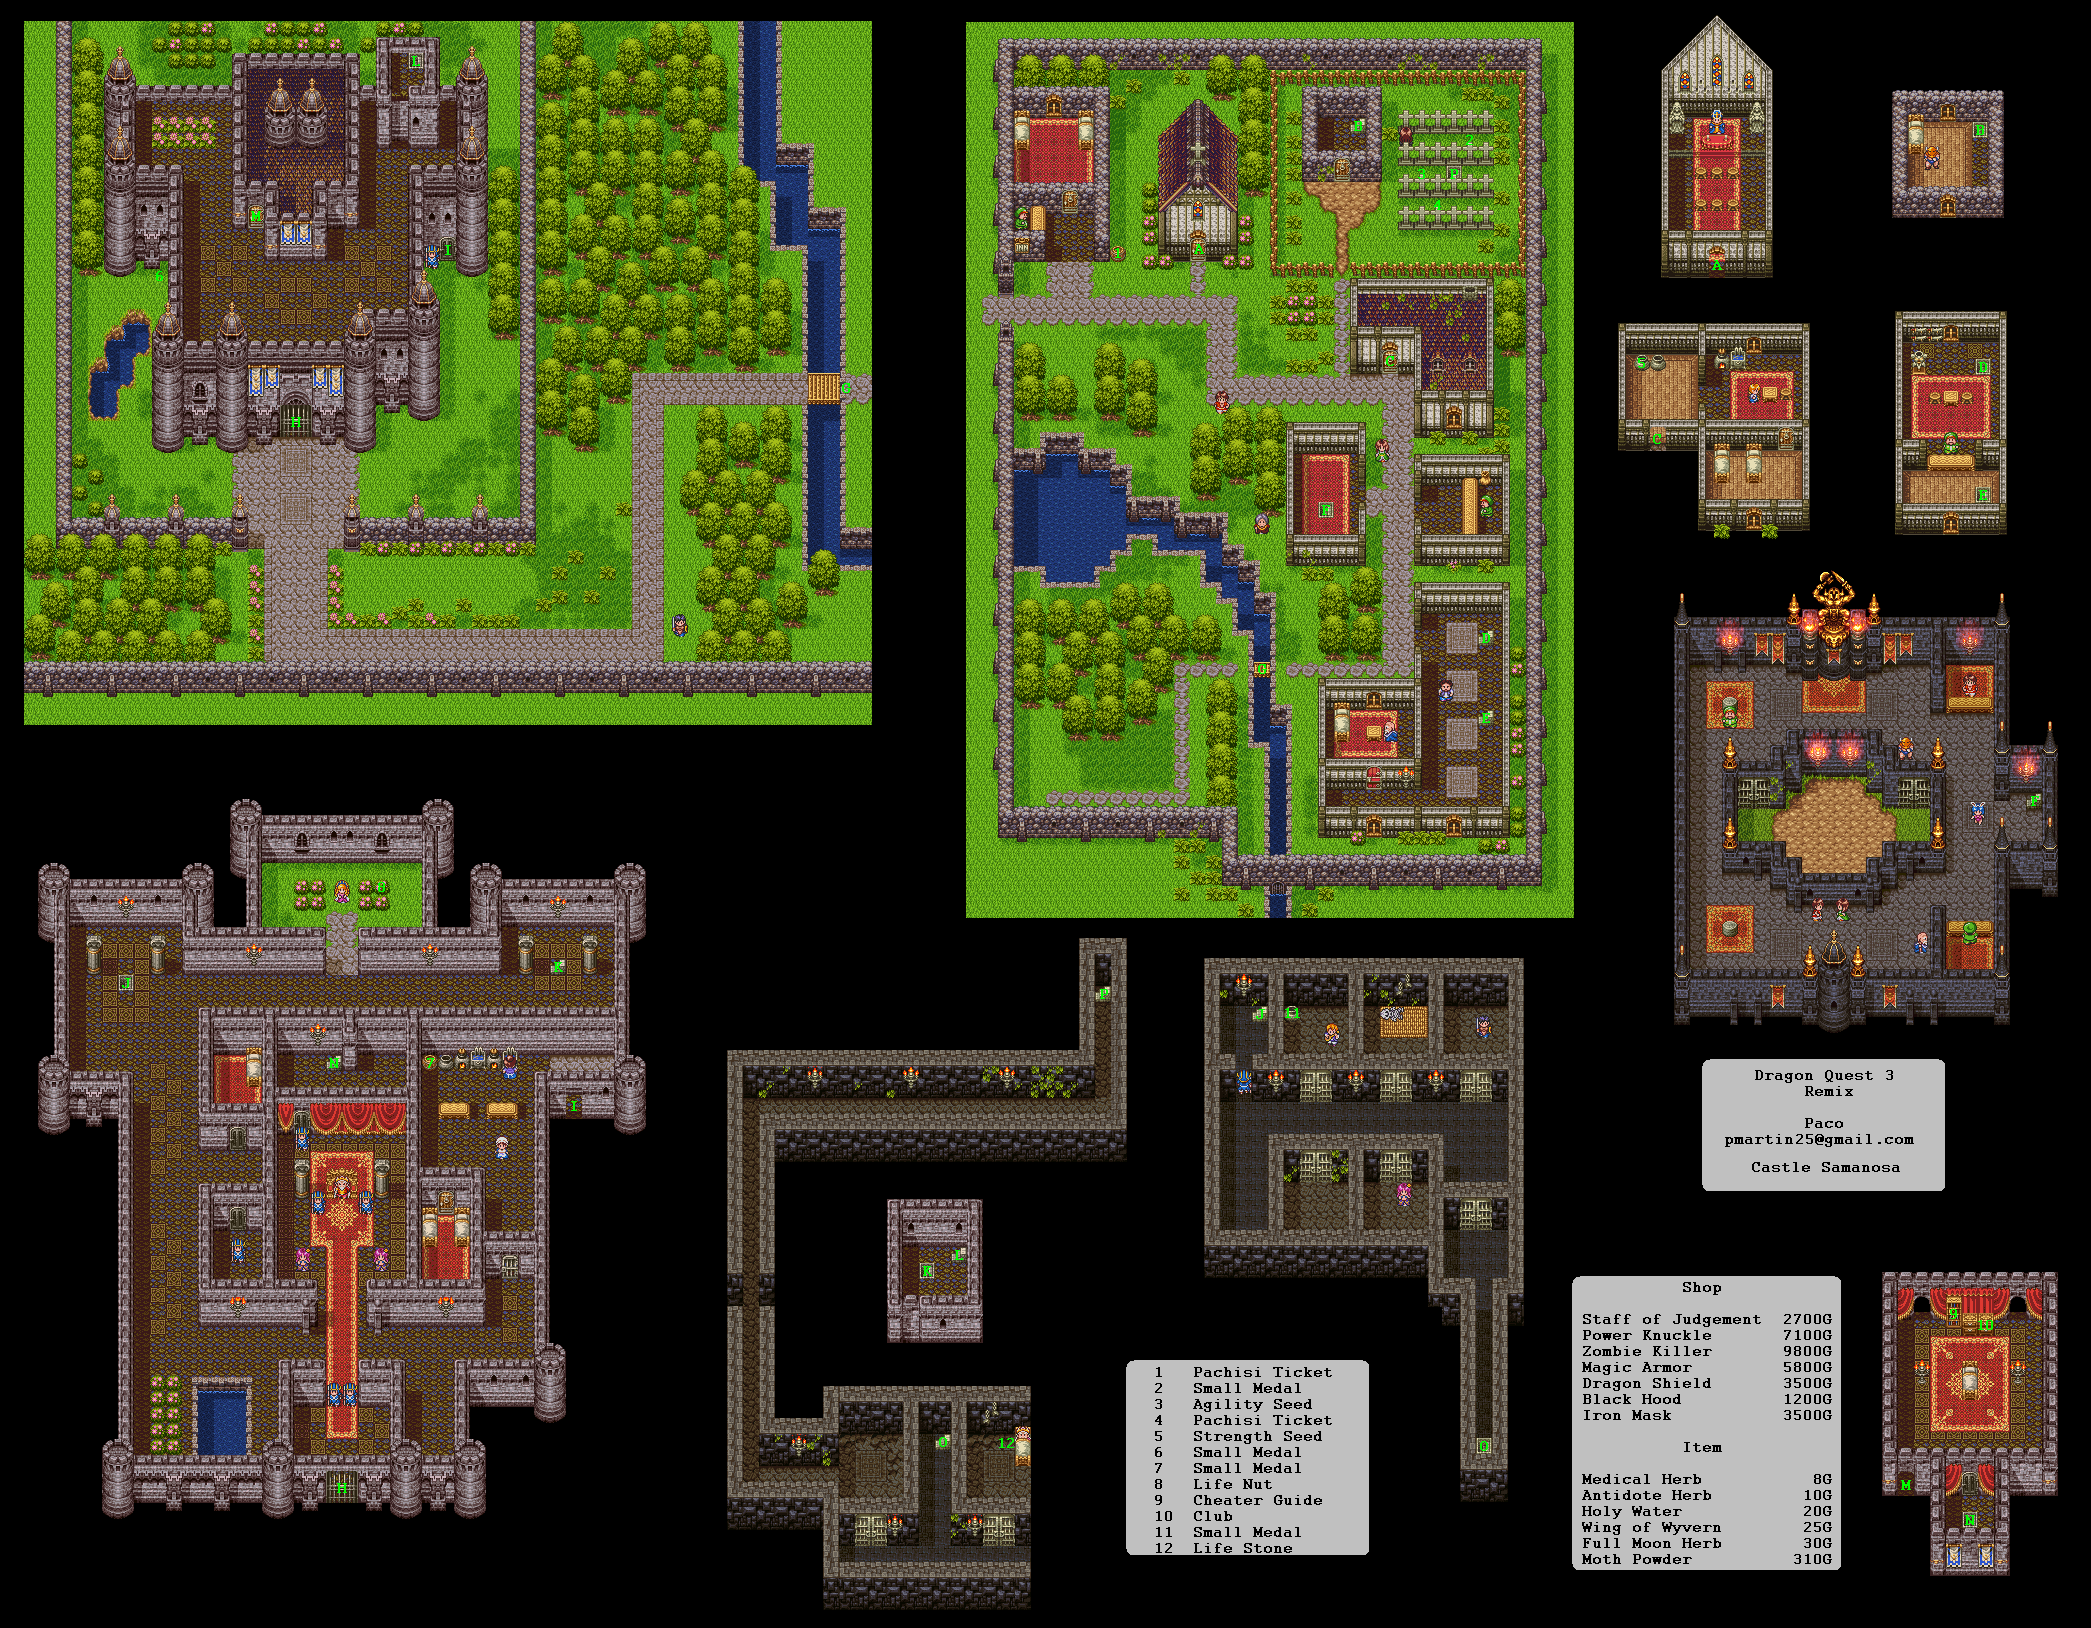 Dragon Quest 3
Remix
Paco
pmartin25@gmail.com
Castle Samanosa
1 Pachisi Ticket
2 Small Medal
3 Agility Seed
4 Pachisi Ticket
5 Strength Seed
6 Small Medal
7 Small Medal
8 Life Nut
9 Cheater Guide
10 Club
11 Small Medal
12 Life Stone
Shop
Staff of Judgement 2700G
Power Knuckle 7100G
Zombie Killer 9800G
Magic Armor 5800G
Dragon Shield 3500G
Black Hood 1200G
Iron Mask 3500G
Item
Medical Herb 8G
Antidote Herb 10G
Holy Water 20G
Wing of Wyvern 25G
Full Moon Herb 30G
Moth Powder 310G
M
I
6
H
A
A
C
7
I
H
12
Q
M
N
10